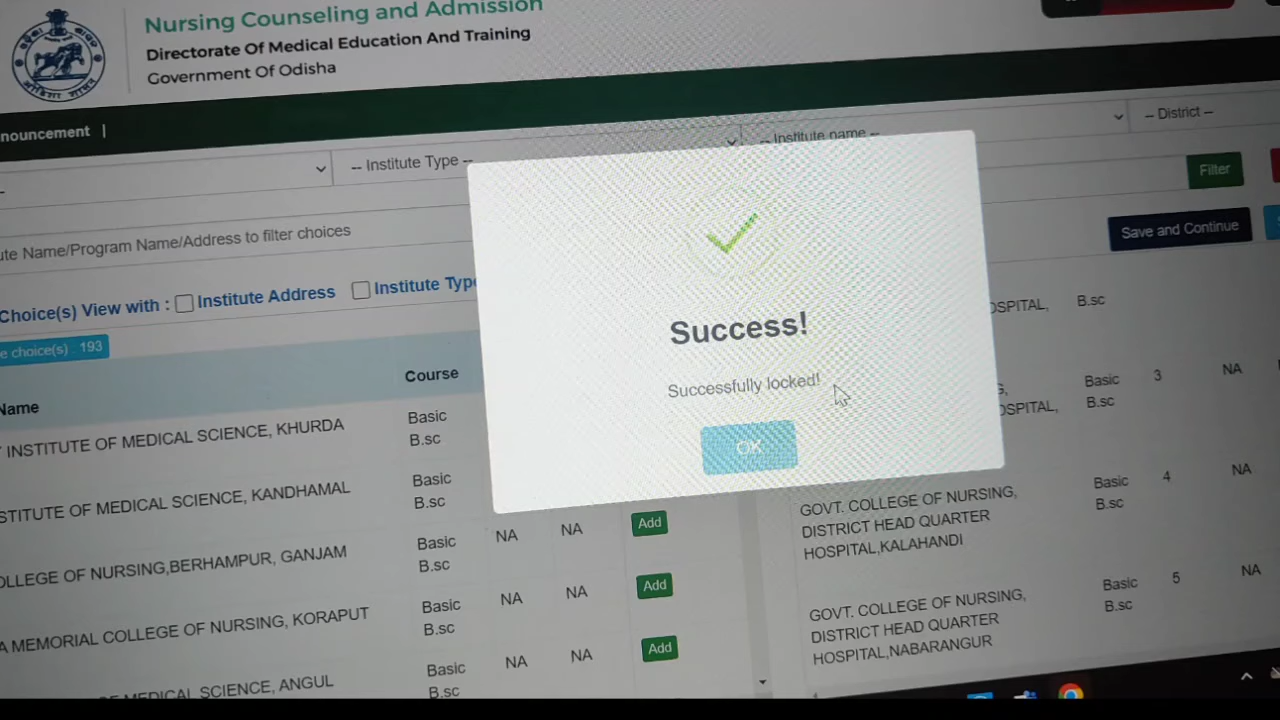 Nursing Counseling and Admission
Directorate Of Medical Education And Training
Government Of Odisha
nouncement |
-- Institute Type --
-- Institute name --
-- District --
Filter
ute Name/Program Name/Address to filter choices
Save and Continue
Choice(s) View with : Institute Address Institute Type
e choice(s) : 193
Name
Course
INSTITUTE OF MEDICAL SCIENCE, KHURDA
Basic
B.sc
STITUTE OF MEDICAL SCIENCE, KANDHAMAL
Basic
B.sc
OLLEGE OF NURSING,BERHAMPUR, GANJAM
Basic
B.sc
NA
NA
Add
A MEMORIAL COLLEGE OF NURSING, KORAPUT
Basic
B.sc
NA
NA
Add
OF MEDICAL SCIENCE, ANGUL
Basic
B.sc
NA
NA
Add
Success!
Successfully locked!
OK
OSPITAL,
B.sc
OSPITAL,
Basic
B.sc
3
NA
GOVT. COLLEGE OF NURSING,
DISTRICT HEAD QUARTER
HOSPITAL,KALAHANDI
Basic
B.sc
4
NA
GOVT. COLLEGE OF NURSING,
DISTRICT HEAD QUARTER
HOSPITAL,NABARANGUR
Basic
B.sc
5
NA